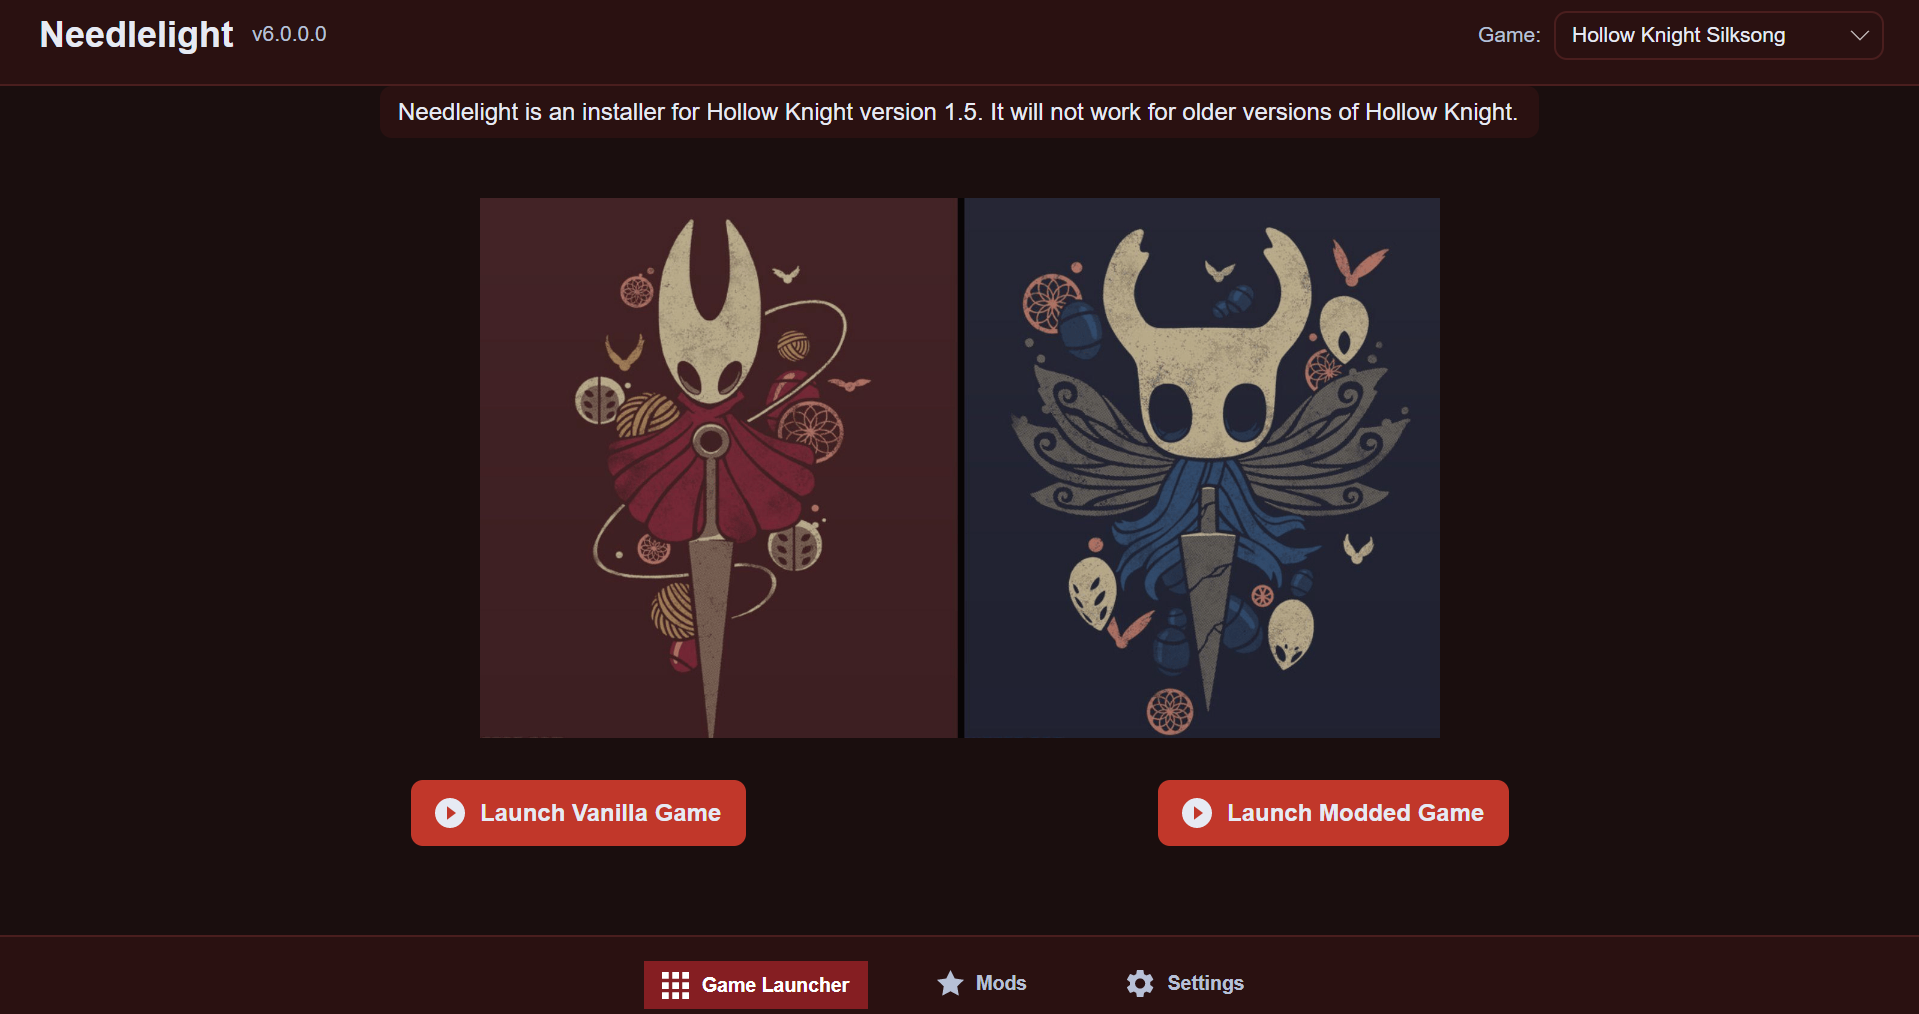 Needlelight v6.0.0.0
Game: Hollow Knight Silksong
Needlelight is an installer for Hollow Knight version 1.5. It will not work for older versions of Hollow Knight.
Launch Vanilla Game
Launch Modded Game
Game Launcher
Mods
Settings